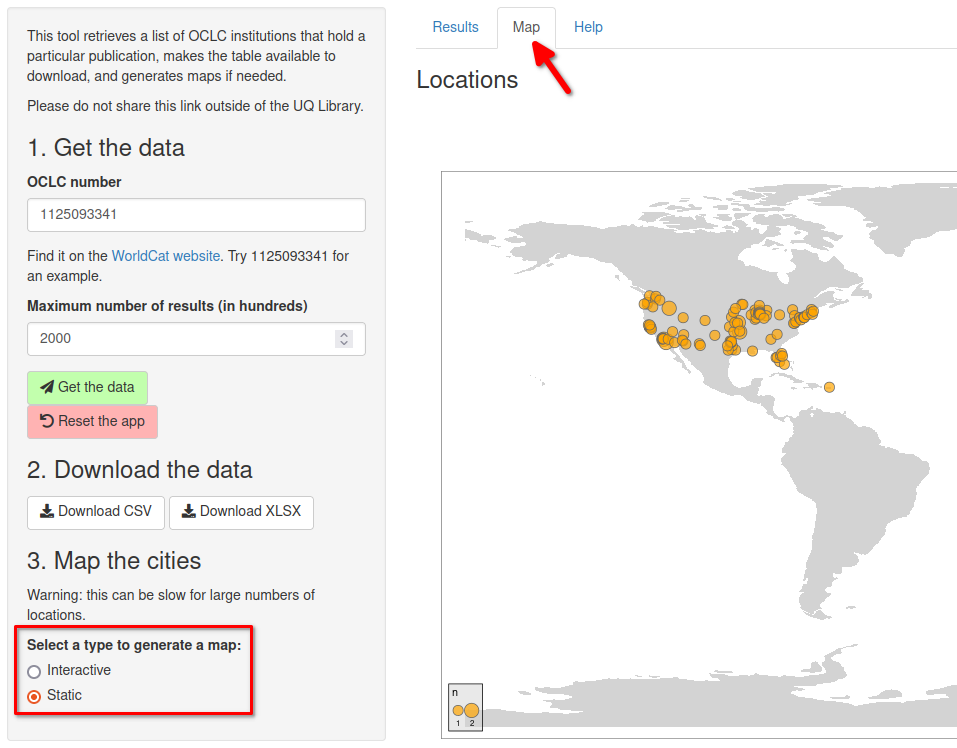 This tool retrieves a list of OCLC institutions that hold a
particular publication, makes the table available to
download, and generates maps if needed.
Please do not share this link outside of the UQ Library.
1. Get the data
OCLC number
1125093341
Find it on the WorldCat website. Try 1125093341 for
an example.
Maximum number of results (in hundreds)
2000
Get the data
Reset the app
2. Download the data
Download CSV
Download XLSX
3. Map the cities
Warning: this can be slow for large numbers of
locations.
Select a type to generate a map:
Interactive
Static
Results
Map
Help
Locations
n
1 2